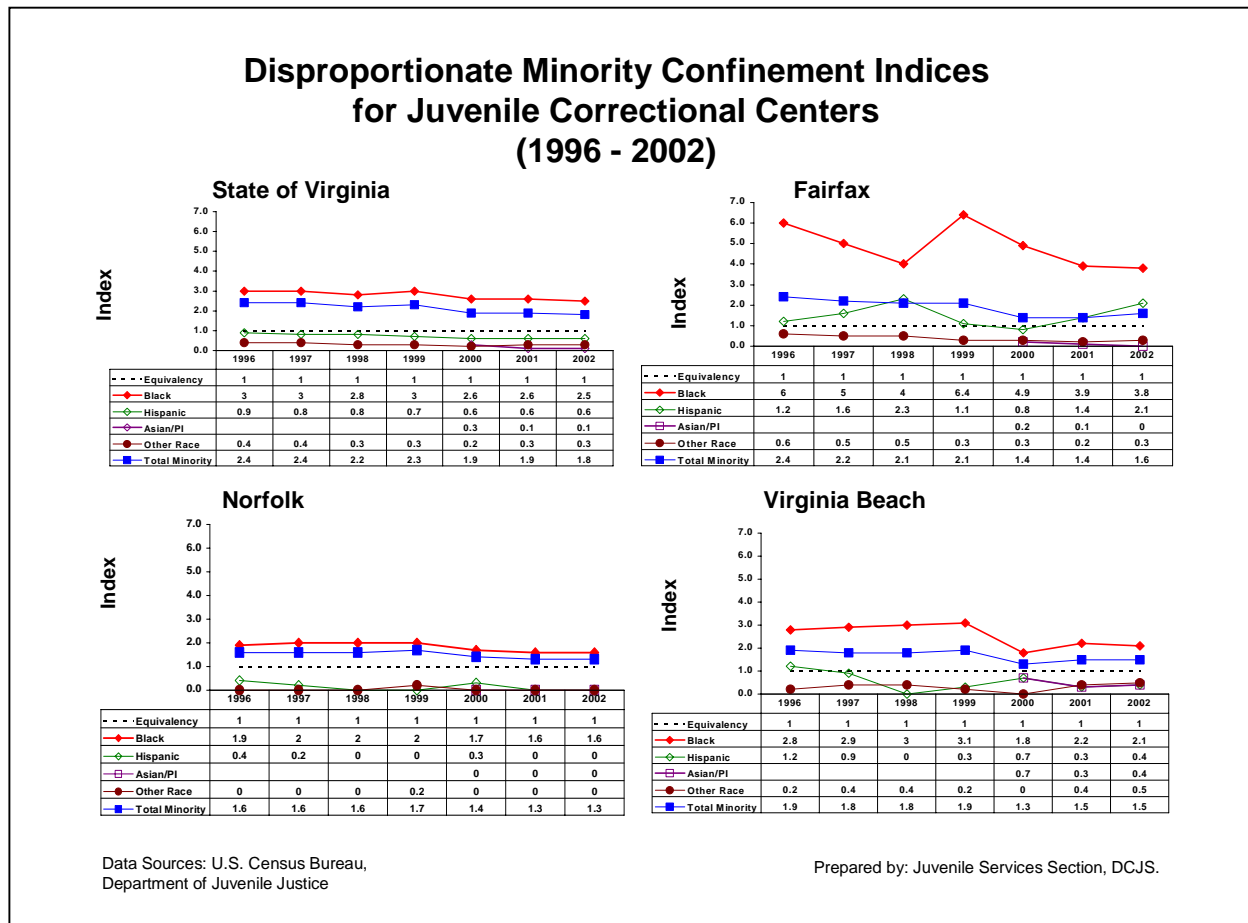 Disproportionate Minority Confinement Indices
for Juvenile Correctional Centers
(1996 - 2002)
State of Virginia
Index
7.0
6.0
5.0
4.0
3.0
2.0
1.0
0.0
1996 1997 1998 1999 2000 2001 2002
Equivalency 1 1 1 1 1 1 1
Black 3 3 2.8 3 2.6 2.6 2.5
Hispanic 0.9 0.8 0.8 0.7 0.6 0.6 0.6
Asian/PI 0.3 0.1 0.1
Other Race 0.4 0.4 0.3 0.3 0.2 0.3 0.3
Total Minority 2.4 2.4 2.2 2.3 1.9 1.9 1.8
Fairfax
Index
7.0
6.0
5.0
4.0
3.0
2.0
1.0
0.0
1996 1997 1998 1999 2000 2001 2002
Equivalency 1 1 1 1 1 1 1
Black 6 5 4 6.4 4.9 3.9 3.8
Hispanic 1.2 1.6 2.3 1.1 0.8 1.4 2.1
Asian/PI 0.2 0.1 0
Other Race 0.6 0.5 0.5 0.3 0.3 0.2 0.3
Total Minority 2.4 2.2 2.1 2.1 1.4 1.4 1.6
Norfolk
Index
7.0
6.0
5.0
4.0
3.0
2.0
1.0
0.0
1996 1997 1998 1999 2000 2001 2002
Equivalency 1 1 1 1 1 1 1
Black 1.9 2 2 2 1.7 1.6 1.6
Hispanic 0.4 0.2 0 0 0.3 0 0
Asian/PI 0 0 0
Other Race 0 0 0 0.2 0 0 0
Total Minority 1.6 1.6 1.6 1.7 1.4 1.3 1.3
Virginia Beach
Index
7.0
6.0
5.0
4.0
3.0
2.0
1.0
0.0
1996 1997 1998 1999 2000 2001 2002
Equivalency 1 1 1 1 1 1 1
Black 2.8 2.9 3 3.1 1.8 2.2 2.1
Hispanic 1.2 0.9 0 0.3 0.7 0.3 0.4
Asian/PI 0.7 0.3 0.4
Other Race 0.2 0.4 0.4 0.2 0 0.4 0.5
Total Minority 1.9 1.8 1.8 1.9 1.3 1.5 1.5
Data Sources: U.S. Census Bureau,
Department of Juvenile Justice
Prepared by: Juvenile Services Section, DCJS.